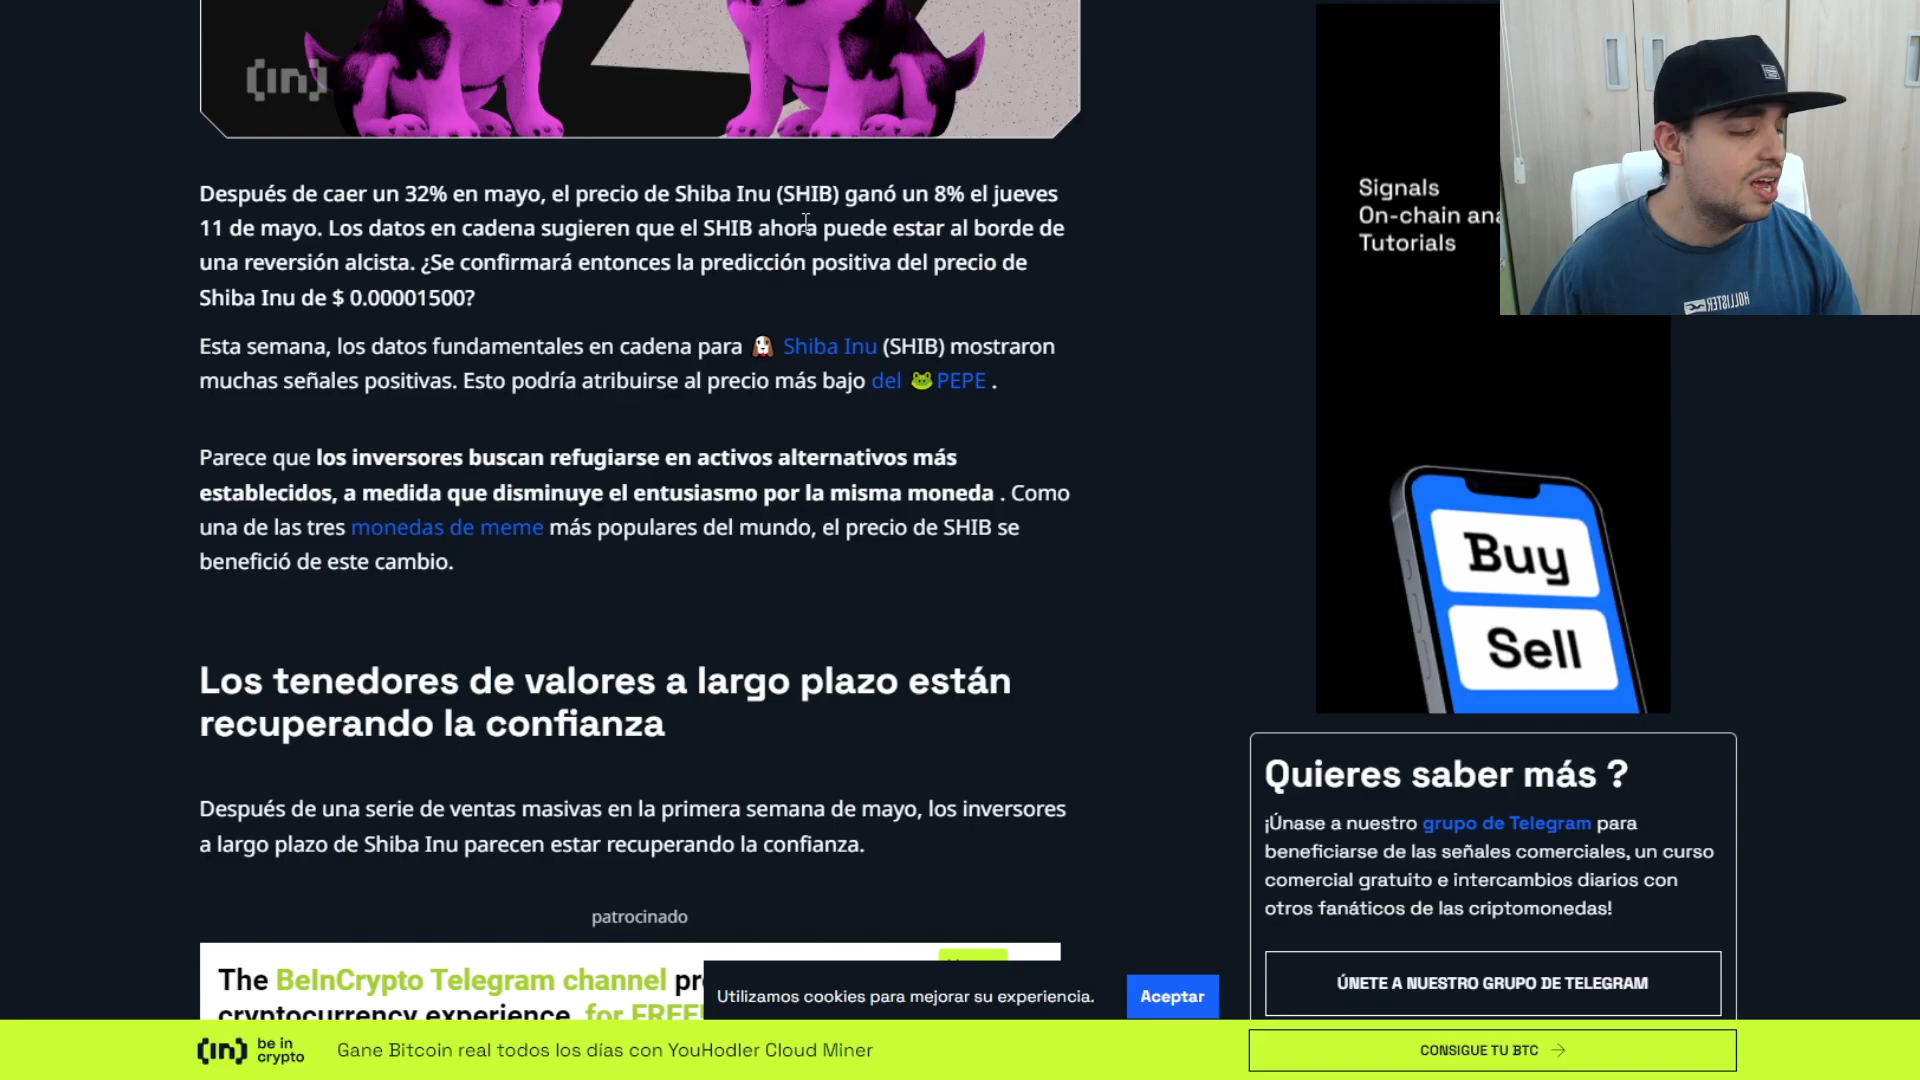 (in)
Después de caer un 32% en mayo, el precio de Shiba Inu (SHIB) ganó un 8% el jueves
11 de mayo. Los datos en cadena sugieren que el SHIB ahora puede estar al borde de
una reversión alcista. ¿Se confirmará entonces la predicción positiva del precio de
Shiba Inu de $ 0.00001500?
Esta semana, los datos fundamentales en cadena para Shiba Inu (SHIB) mostraron
muchas señales positivas. Esto podría atribuirse al precio más bajo del PEPE .
Parece que los inversores buscan refugiarse en activos alternativos más
establecidos, a medida que disminuye el entusiasmo por la misma moneda . Como
una de las tres monedas de meme más populares del mundo, el precio de SHIB se
benefició de este cambio.
Los tenedores de valores a largo plazo están
recuperando la confianza
Después de una serie de ventas masivas en la primera semana de mayo, los inversores
a largo plazo de Shiba Inu parecen estar recuperando la confianza.
patrocinado
The BeInCrypto Telegram channel
cryptocurrency experience, for FREE!
Utilizamos cookies para mejorar su experiencia.
Aceptar
Signals
On-chain
Tutorials
HOLLISTER
Buy
Sell
Quieres saber más ?
¡Únase a nuestro grupo de Telegram para
beneficiarse de las señales comerciales, un curso
comercial gratuito e intercambios diarios con
otros fanáticos de las criptomonedas!
ÚNETE A NUESTRO GRUPO DE TELEGRAM
(in) be in
crypto
Gane Bitcoin real todos los días con YouHodler Cloud Miner
CONSIGUE TU BTC →